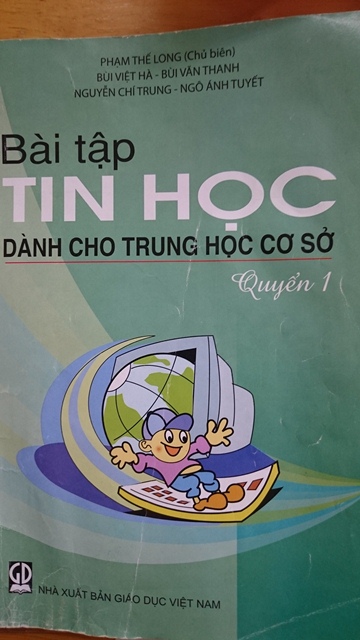 PHẠM THẾ LONG (Chủ biên)
BÙI VIỆT HÀ - BÙI VĂN THANH
NGUYỄN CHÍ TRUNG - NGÔ ÁNH TUYẾT
Bài tập
TIN HỌC
DÀNH CHO TRUNG HỌC CƠ SỞ
Quyển 1
GD
NHÀ XUẤT BẢN GIÁO DỤC VIỆT NAM